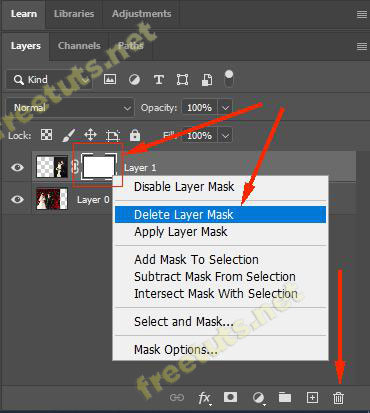 Learn Libraries Adjustments
Layers Channels Paths
Kind
Normal Opacity: 100%
Lock: Fill: 100%
Layer 1
Disable Layer Mask
Delete Layer Mask
Layer 0
Apply Layer Mask
Add Mask To Selection
Subtract Mask From Selection
Intersect Mask With Selection
Select and Mask...
Mask Options...
fx
freetuts.net
freetuts.net